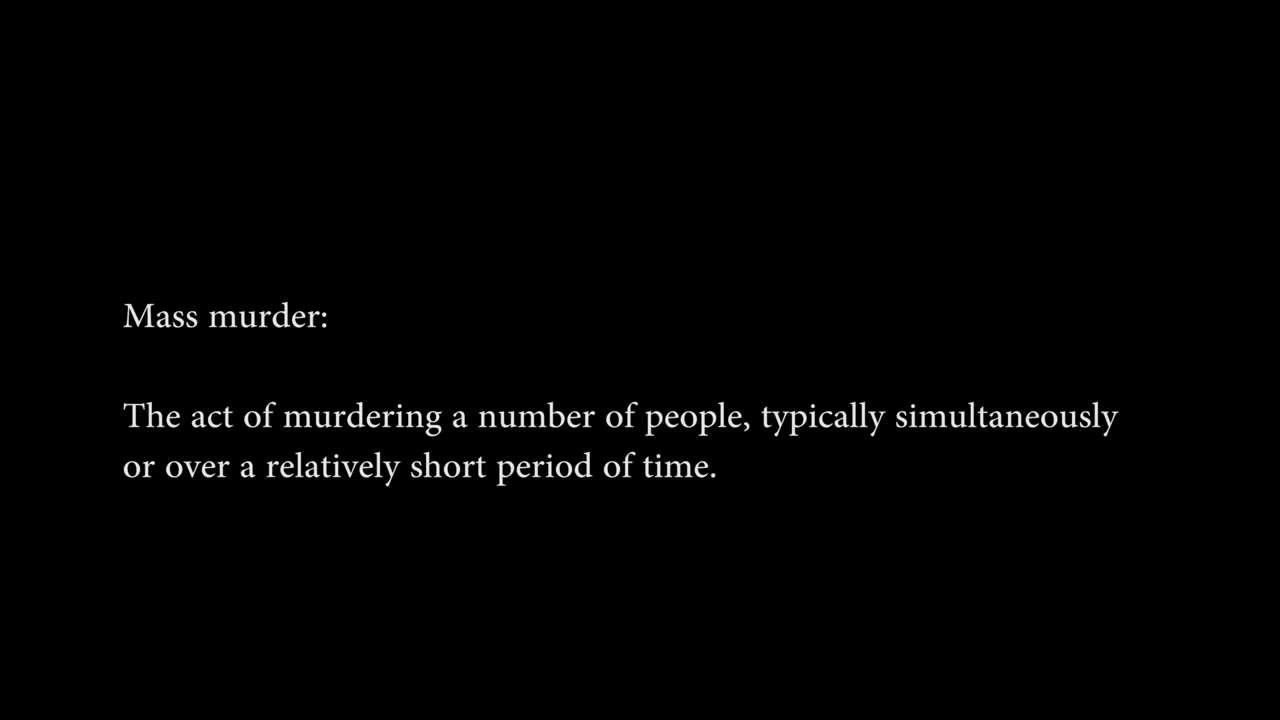 Mass murder:
The act of murdering a number of people, typically simultaneously
or over a relatively short period of time.